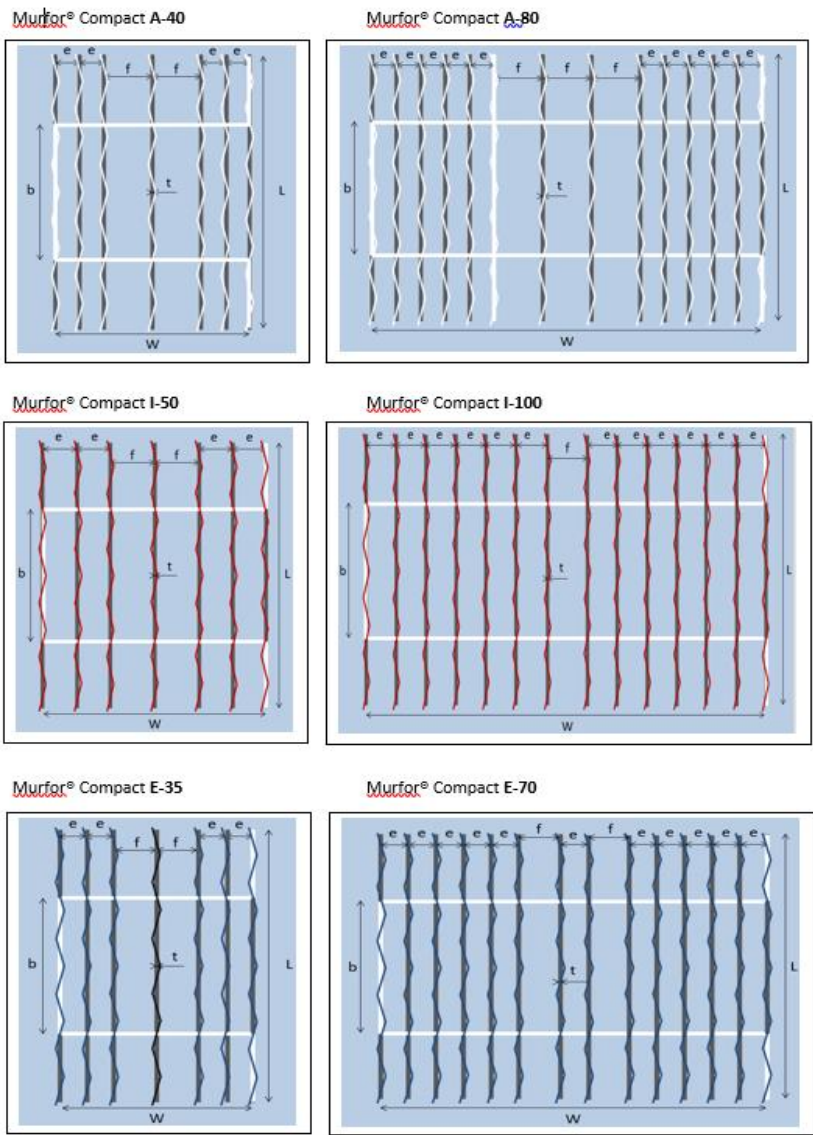 Murfor® Compact A-40
e e f f e e
b t L
W
Murfor® Compact A-80
e e e e e f f f e e e e e
b t L
W
Murfor® Compact I-50
e e f f e e
b t L
W
Murfor® Compact I-100
e e e e e e f e e e e e e
b t L
W
Murfor® Compact E-35
e e f f e e
b t L
W
Murfor® Compact E-70
e e e e e f e f e e e e e
b t L
W